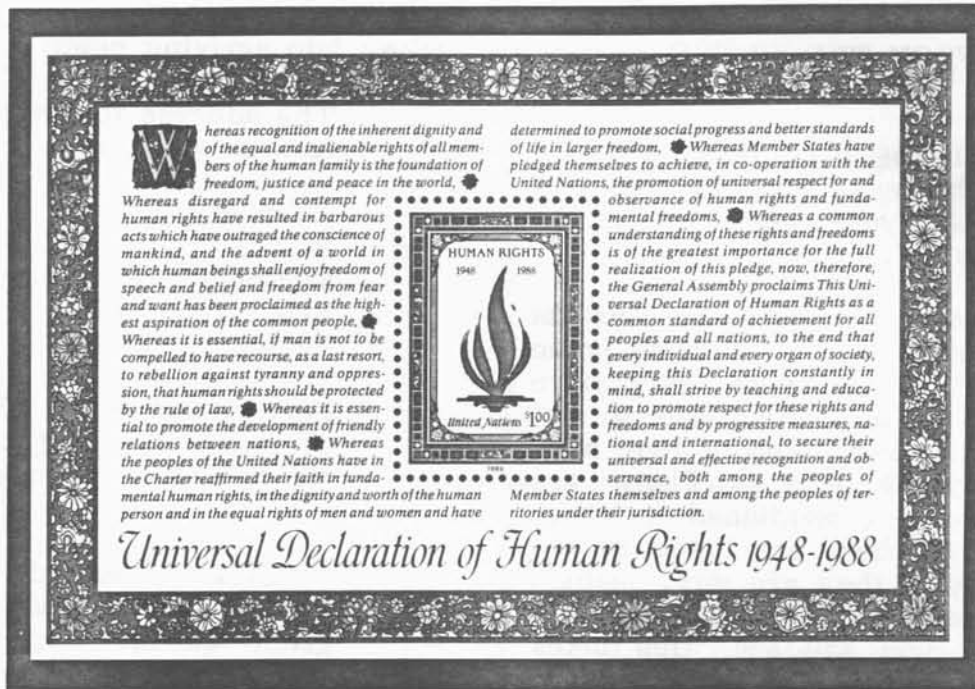 Whereas recognition of the inherent dignity and
of the equal and inalienable rights of all mem-
bers of the human family is the foundation of
freedom, justice and peace in the world,
Whereas disregard and contempt for
human rights have resulted in barbarous
acts which have outraged the conscience of
mankind, and the advent of a world in
which human beings shall enjoy freedom of
speech and belief and freedom from fear
and want has been proclaimed as the high-
est aspiration of the common people,
Whereas it is essential, if man is not to be
compelled to have recourse, as a last resort,
to rebellion against tyranny and oppres-
sion, that human rights should be protected
by the rule of law, Whereas it is essen-
tial to promote the development of friendly
relations between nations, Whereas
the peoples of the United Nations have in
the Charter reaffirmed their faith in funda-
mental human rights, in the dignity and worth of the human
person and in the equal rights of men and women and have
determined to promote social progress and better standards
of life in larger freedom, Whereas Member States have
pledged themselves to achieve, in co-operation with the
United Nations, the promotion of universal respect for and
observance of human rights and funda-
mental freedoms, Whereas a common
understanding of these rights and freedoms
is of the greatest importance for the full
realization of this pledge, now, therefore,
the General Assembly proclaims This Uni-
versal Declaration of Human Rights as a
common standard of achievement for all
peoples and all nations, to the end that
every individual and every organ of society,
keeping this Declaration constantly in
mind, shall strive by teaching and educa-
tion to promote respect for these rights and
freedoms and by progressive measures, na-
tional and international, to secure their
universal and effective recognition and ob-
servance, both among the peoples of
Member States themselves and among the peoples of ter-
ritories under their jurisdiction.
HUMAN RIGHTS
1948 1988
United Nations $1.00
1988
Universal Declaration of Human Rights 1948-1988